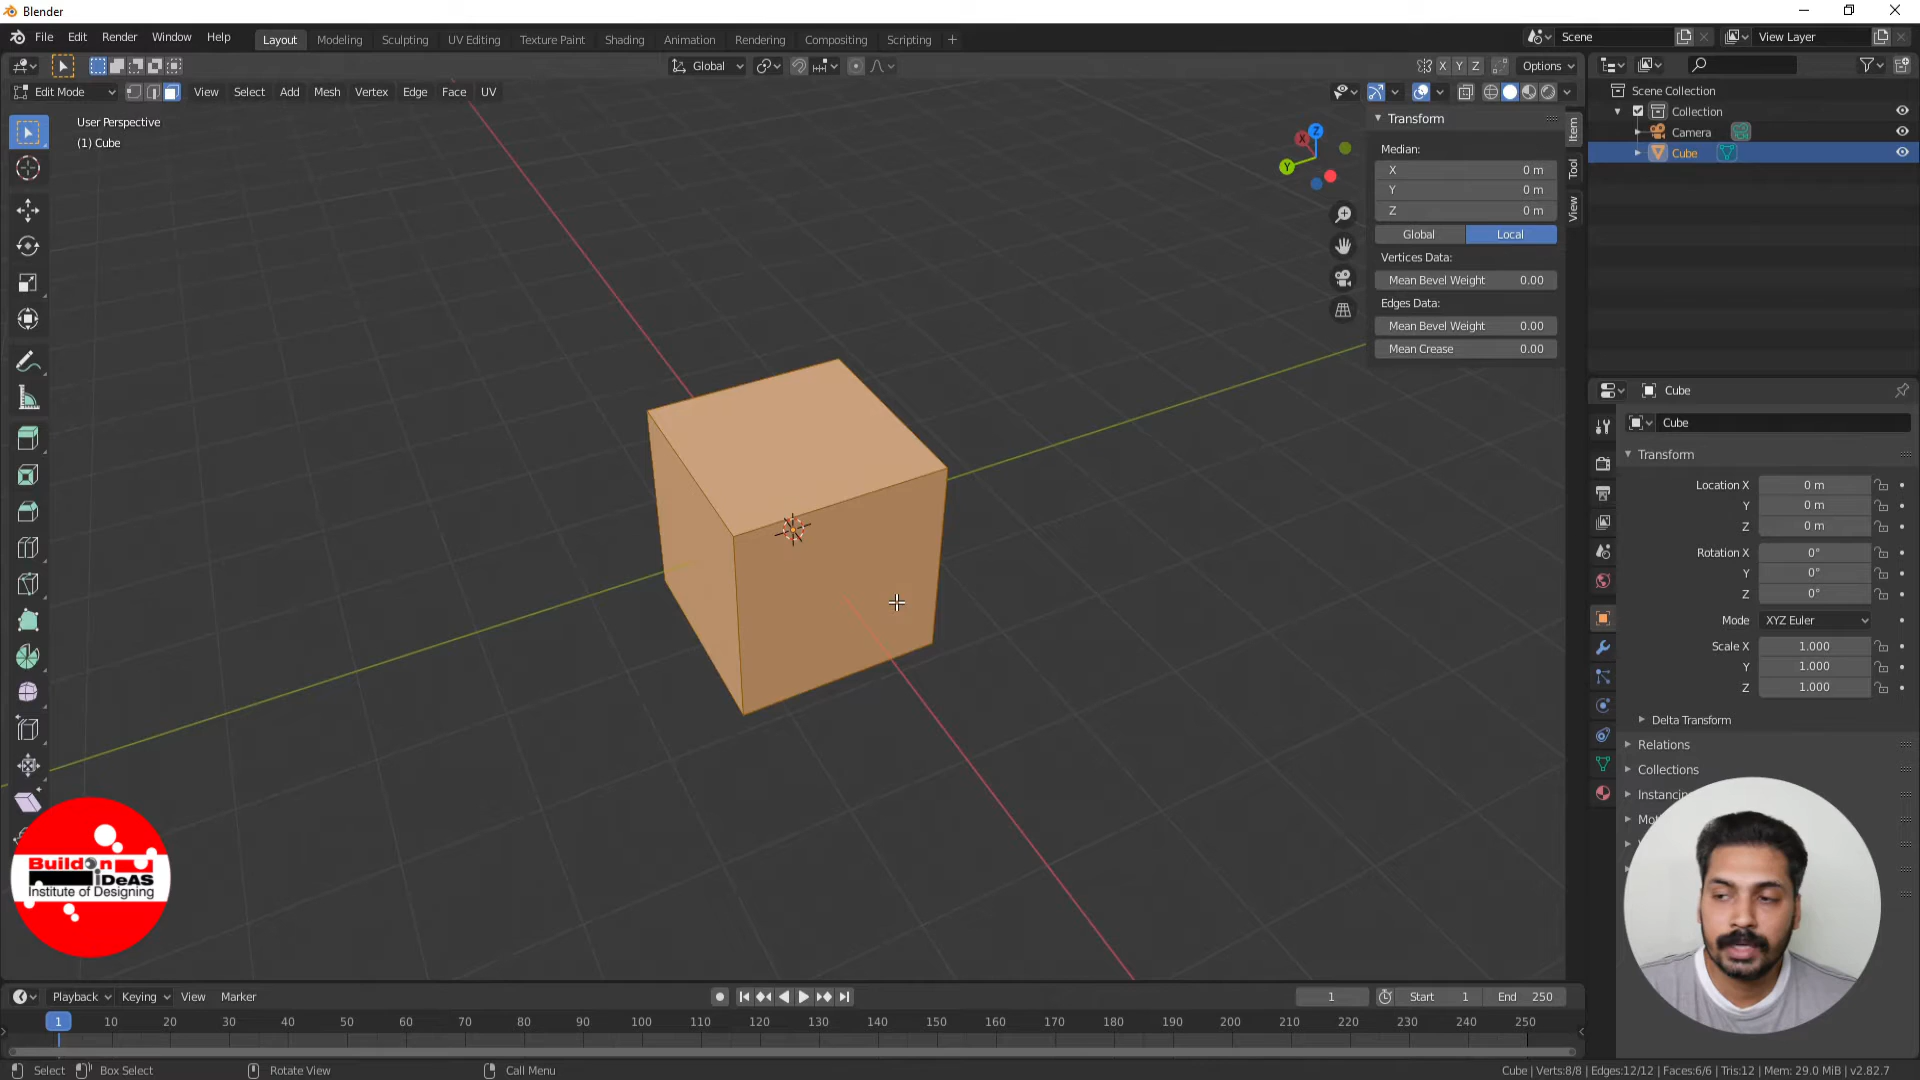 Blender
File Edit Render Window Help Layout Modeling Sculpting UV Editing Texture Paint Shading Animation Rendering Compositing Scripting + Scene View Layer
Global X Y Z Options
Edit Mode View Select Add Mesh Vertex Edge Face UV
User Perspective
(1) Cube
Z
X
Y
Transform
Median:
X 0 m
Y 0 m
Z 0 m
Global Local
Vertices Data:
Mean Bevel Weight 0.00
Edges Data:
Mean Bevel Weight 0.00
Mean Crease 0.00
Item
Tool
View
Scene Collection
Collection
Camera
Cube
Cube
Cube
Transform
Location X 0 m
Y 0 m
Z 0 m
Rotation X 0°
Y 0°
Z 0°
Mode XYZ Euler
Scale X 1.000
Y 1.000
Z 1.000
Delta Transform
Relations
Collections
Instancin
Mot
Build on
iDeAS
Institute of Designing
Playback Keying View Marker 1 Start 1 End 250
1 10 20 30 40 50 60 70 80 90 100 110 120 130 140 150 160 170 180 190 200 210 220 230 240 250
Select Box Select Rotate View Call Menu Cube | Verts:8/8 | Edges:12/12 | Faces:6/6 | Tris:12 | Mem: 29.0 MiB | v2.82.7